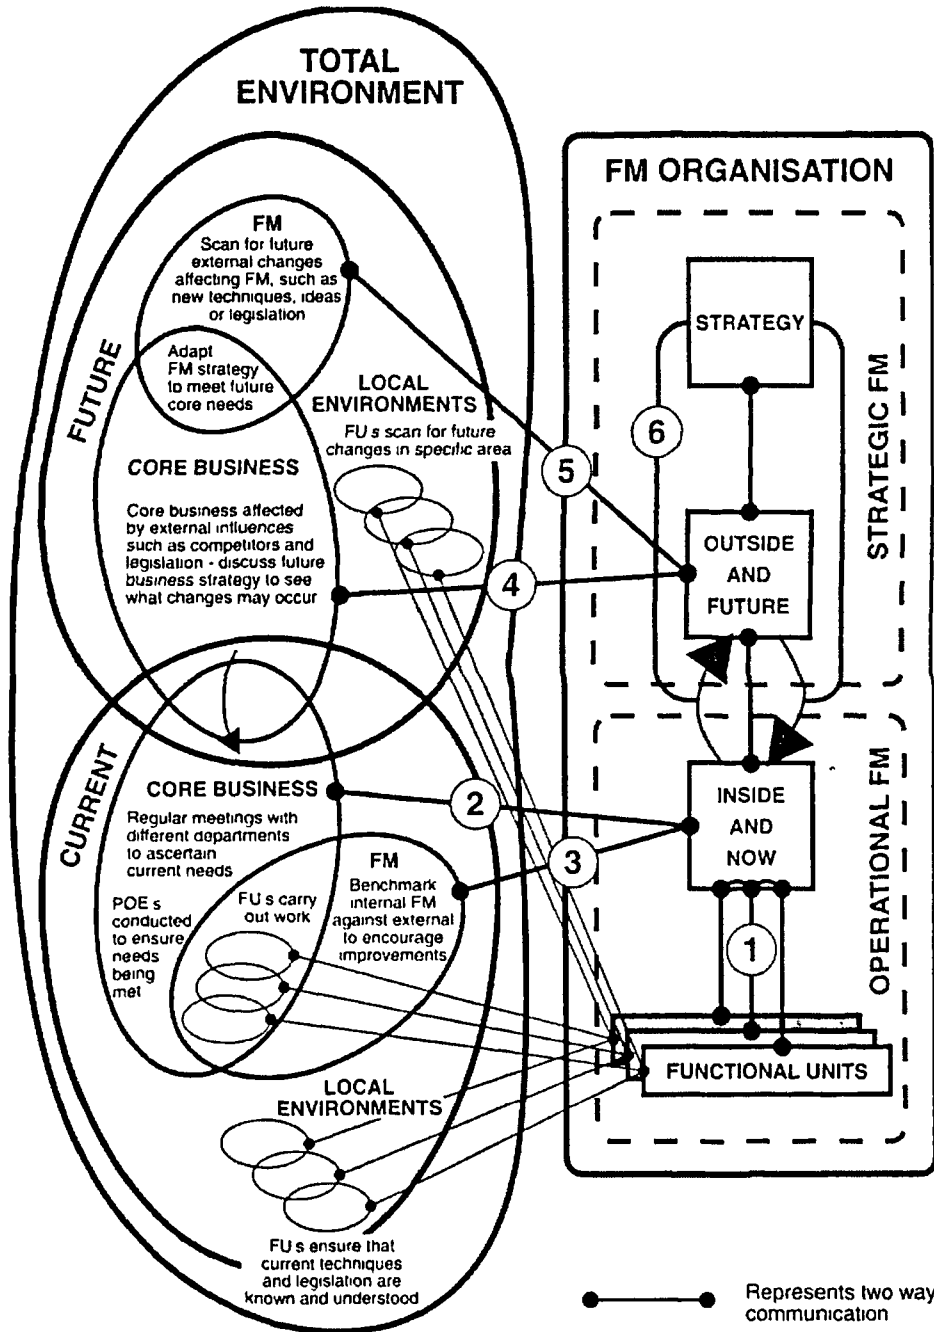 TOTAL
ENVIRONMENT
FM
Scan for future
external changes
affecting FM, such as
new techniques, ideas
or legislation
Adapt
FM strategy
to meet future
core needs
FUTURE
LOCAL
ENVIRONMENTS
FU s scan for future
changes in specific area
CORE BUSINESS
Core business affected
by external influences
such as competitors and
legislation - discuss future
business strategy to see
what changes may occur
CURRENT
CORE BUSINESS
Regular meetings with
different departments
to ascertain
current needs
POE s
conducted
to ensure
needs
being
met
FU s carry
out work
FM
Benchmark
internal FM
against external
to encourage
improvements
LOCAL
ENVIRONMENTS
FU s ensure that
current techniques
and legislation are
known and understood
5
4
2
3
FM ORGANISATION
STRATEGIC FM
STRATEGY
6
OUTSIDE
AND
FUTURE
OPERATIONAL FM
INSIDE
AND
NOW
1
FUNCTIONAL UNITS
Represents two way
communication